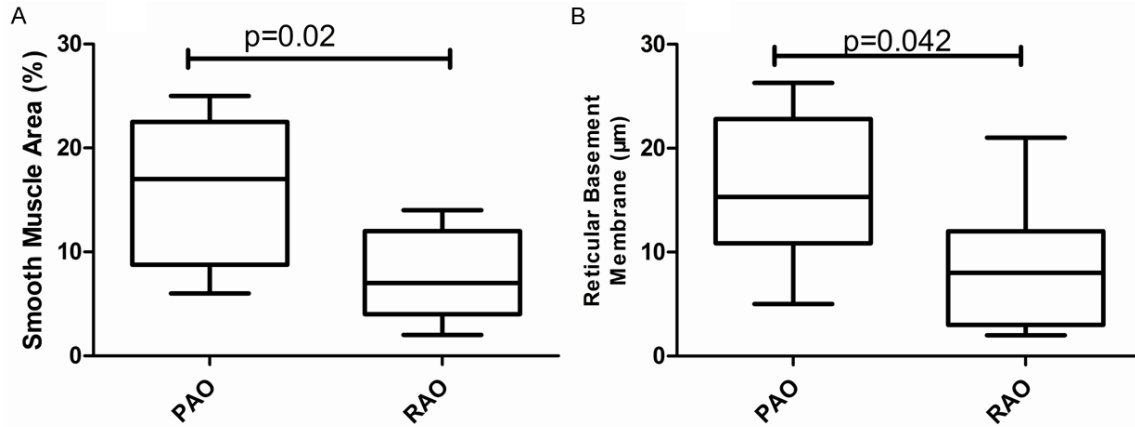 A
Smooth Muscle Area (%)
30
20
10
0
p=0.02
PAO
RAO
B
Reticular Basement
Membrane (µm)
30
20
10
0
p=0.042
PAO
RAO